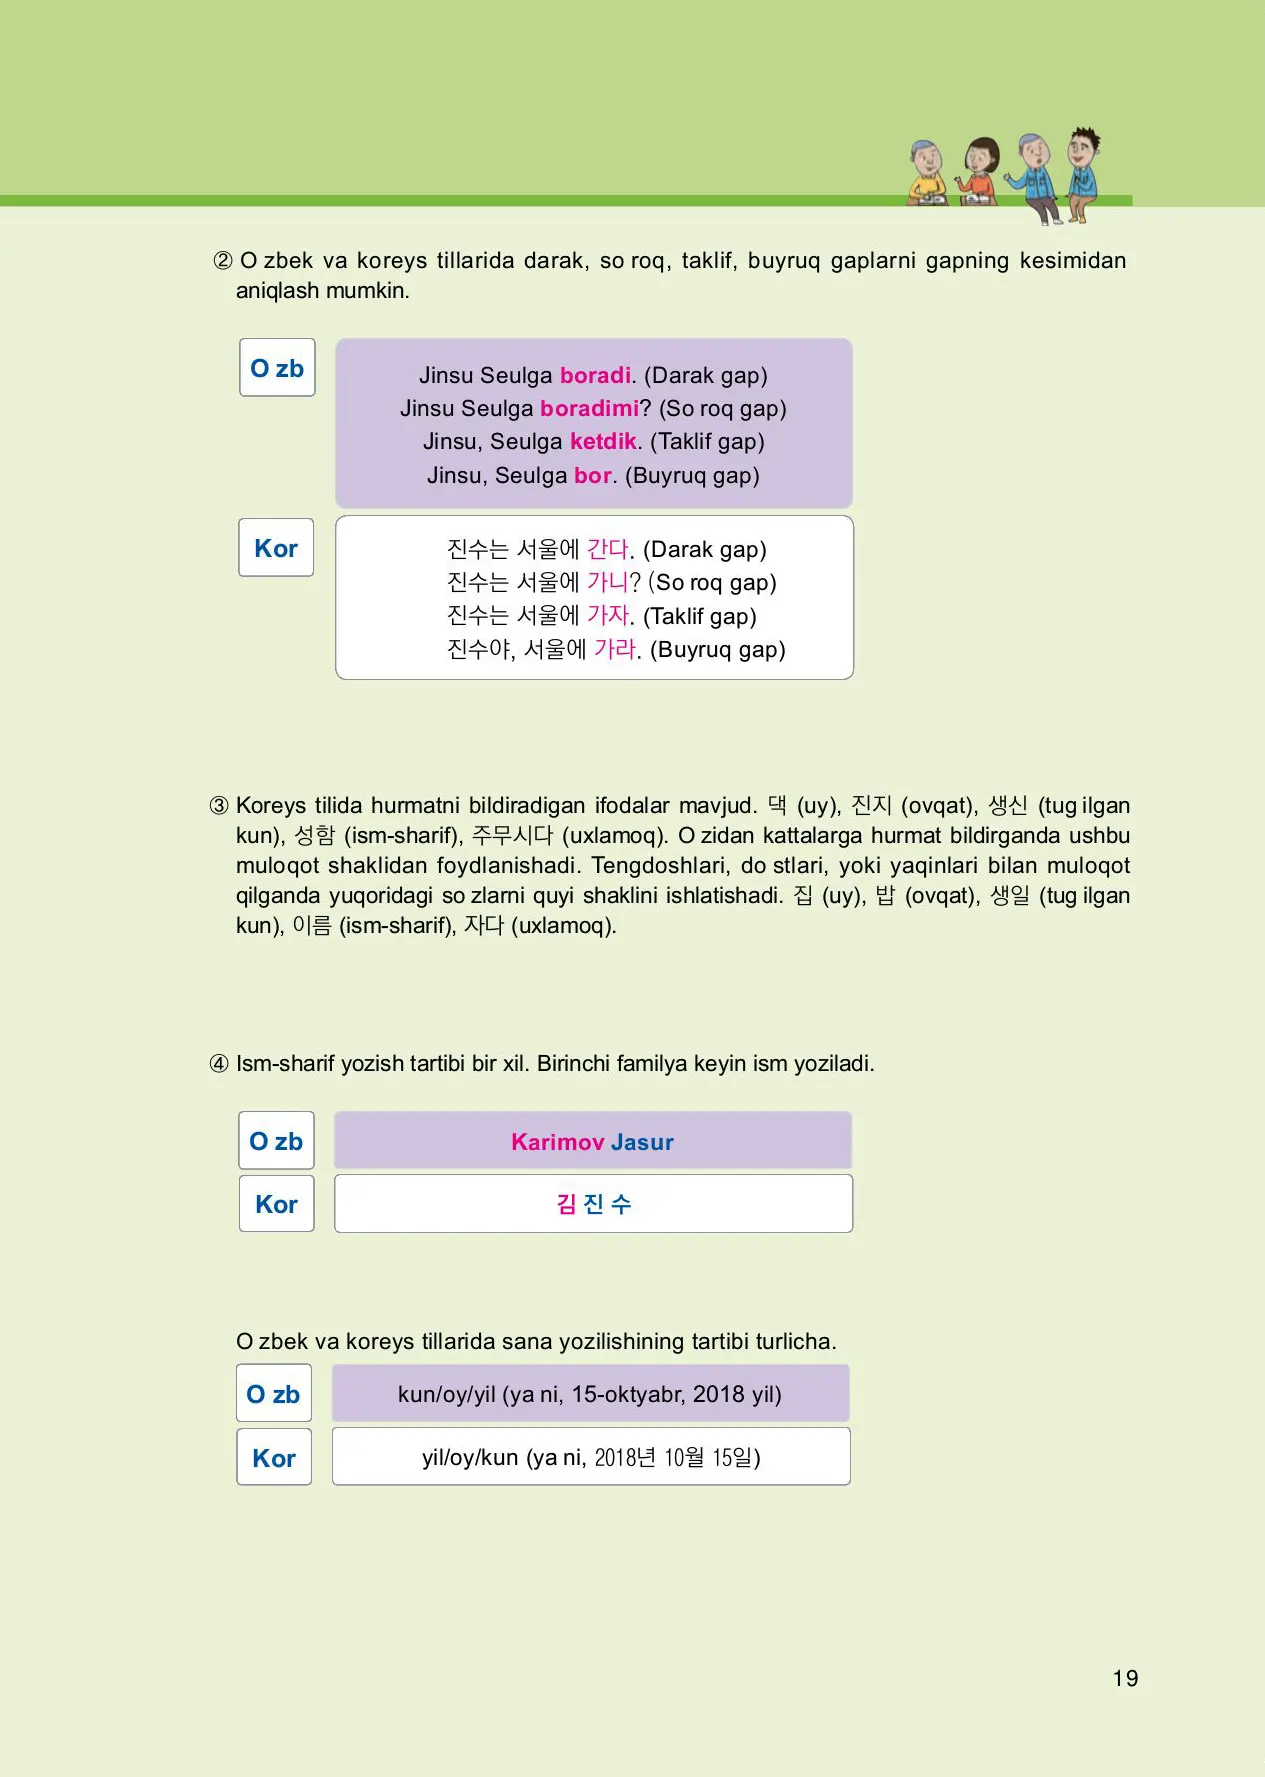 ② O zbek va koreys tillarida darak, so roq, taklif, buyruq gaplarni gapning kesimidan
aniqlash mumkin.
O zb
Jinsu Seulga boradi. (Darak gap)
Jinsu Seulga boradimi? (So roq gap)
Jinsu, Seulga ketdik. (Taklif gap)
Jinsu, Seulga bor. (Buyruq gap)
Kor
진수는 서울에 간다. (Darak gap)
진수는 서울에 가니? (So roq gap)
진수는 서울에 가자. (Taklif gap)
진수야, 서울에 가라. (Buyruq gap)
③ Koreys tilida hurmatni bildiradigan ifodalar mavjud. 댁 (uy), 진지 (ovqat), 생신 (tug ilgan
kun), 성함 (ism-sharif), 주무시다 (uxlamoq). O zidan kattalarga hurmat bildirganda ushbu
muloqot shaklidan foydlanishadi. Tengdoshlari, do stlari, yoki yaqinlari bilan muloqot
qilganda yuqoridagi so zlarni quyi shaklini ishlatishadi. 집 (uy), 밥 (ovqat), 생일 (tug ilgan
kun), 이름 (ism-sharif), 자다 (uxlamoq).
④ Ism-sharif yozish tartibi bir xil. Birinchi familya keyin ism yoziladi.
O zb
Karimov Jasur
Kor
김 진 수
O zbek va koreys tillarida sana yozilishining tartibi turlicha.
O zb
kun/oy/yil (ya ni, 15-oktyabr, 2018 yil)
Kor
yil/oy/kun (ya ni, 2018년 10월 15일)
19